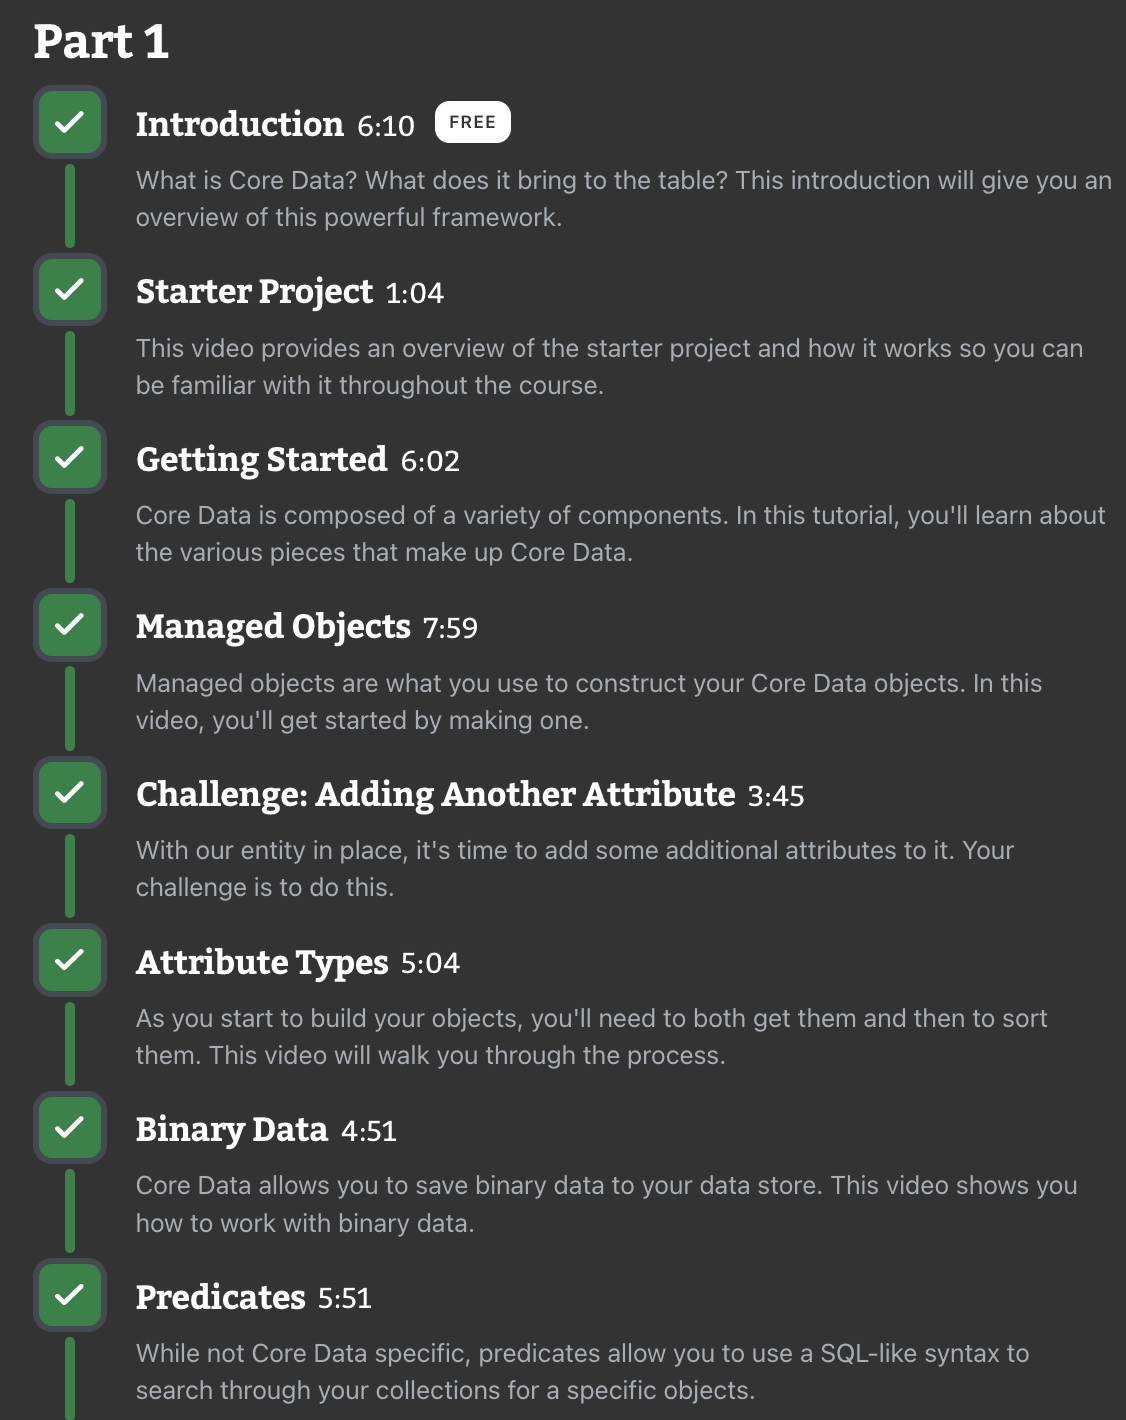 Part 1
Introduction 6:10 FREE
What is Core Data? What does it bring to the table? This introduction will give you an
overview of this powerful framework.
Starter Project 1:04
This video provides an overview of the starter project and how it works so you can
be familiar with it throughout the course.
Getting Started 6:02
Core Data is composed of a variety of components. In this tutorial, you'll learn about
the various pieces that make up Core Data.
Managed Objects 7:59
Managed objects are what you use to construct your Core Data objects. In this
video, you'll get started by making one.
Challenge: Adding Another Attribute 3:45
With our entity in place, it's time to add some additional attributes to it. Your
challenge is to do this.
Attribute Types 5:04
As you start to build your objects, you'll need to both get them and then to sort
them. This video will walk you through the process.
Binary Data 4:51
Core Data allows you to save binary data to your data store. This video shows you
how to work with binary data.
Predicates 5:51
While not Core Data specific, predicates allow you to use a SQL-like syntax to
search through your collections for a specific objects.